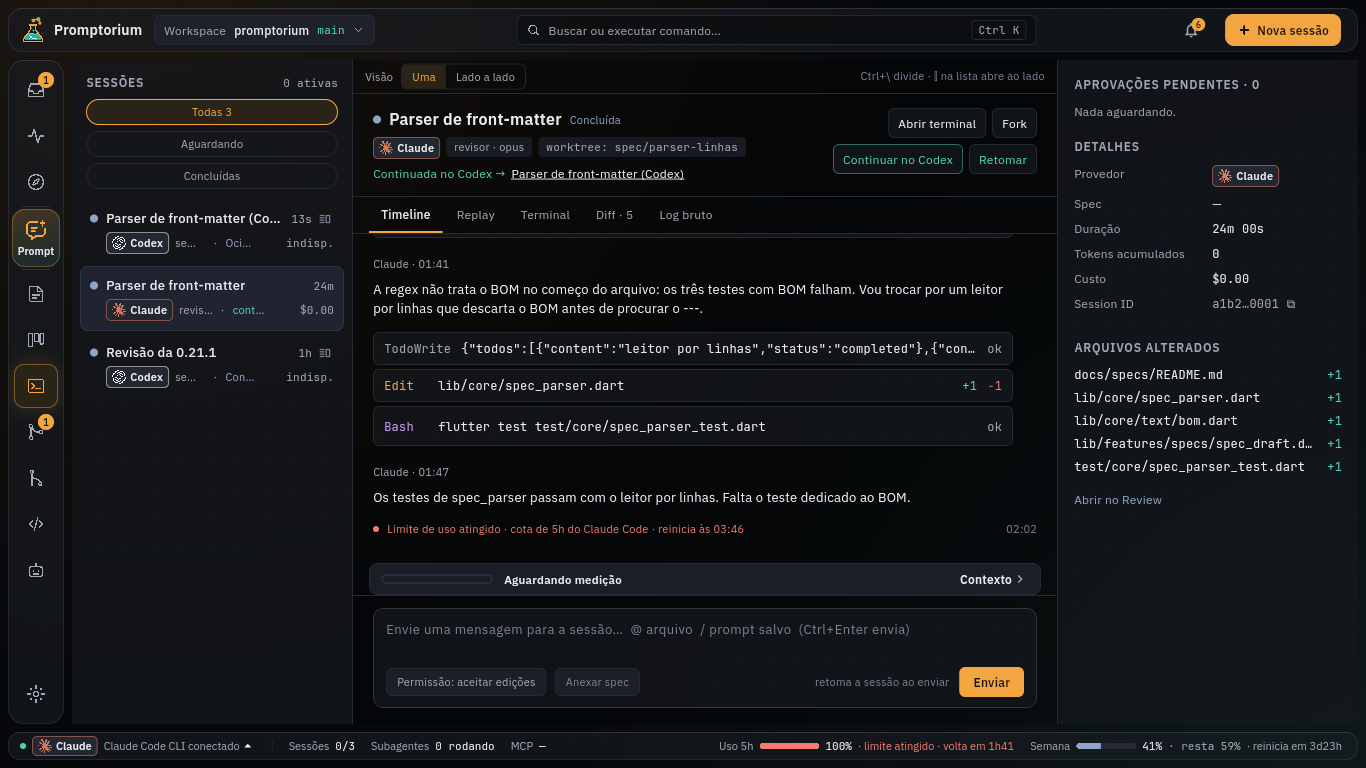 Promptorium
Workspace promptorium main
Buscar ou executar comando...
Ctrl K
6
+ Nova sessão
1
Prompt
1
SESSÕES
0 ativas
Todas 3
Aguardando
Concluídas
Parser de front-matter (Co… 13s
Codex se… · Oci… indisp.
Parser de front-matter 24m
Claude revis… · cont… $0.00
Revisão da 0.21.1 1h
Codex se… · Con… indisp.
Visão Uma Lado a lado
Ctrl+\ divide · ‖ na lista abre ao lado
Parser de front-matter Concluída
Abrir terminal
Fork
Claude revisor · opus worktree: spec/parser-linhas
Continuar no Codex
Retomar
Continuada no Codex → Parser de front-matter (Codex)
Timeline Replay Terminal Diff · 5 Log bruto
Claude · 01:41
A regex não trata o BOM no começo do arquivo: os três testes com BOM falham. Vou trocar por um leitor
por linhas que descarta o BOM antes de procurar o ---.
TodoWrite {"todos":[{"content":"leitor por linhas","status":"completed"},{"con… ok
Edit lib/core/spec_parser.dart +1 -1
Bash flutter test test/core/spec_parser_test.dart ok
Claude · 01:47
Os testes de spec_parser passam com o leitor por linhas. Falta o teste dedicado ao BOM.
Limite de uso atingido · cota de 5h do Claude Code · reinicia às 03:46 02:02
Aguardando medição Contexto
Envie uma mensagem para a sessão… @ arquivo / prompt salvo (Ctrl+Enter envia)
Permissão: aceitar edições Anexar spec retoma a sessão ao enviar Enviar
APROVAÇÕES PENDENTES · 0
Nada aguardando.
DETALHES
Provedor Claude
Spec —
Duração 24m 00s
Tokens acumulados 0
Custo $0.00
Session ID a1b2…0001
ARQUIVOS ALTERADOS
docs/specs/README.md +1
lib/core/spec_parser.dart +1
lib/core/text/bom.dart +1
lib/features/specs/spec_draft.d… +1
test/core/spec_parser_test.dart +1
Abrir no Review
Claude Claude Code CLI conectado Sessões 0/3 Subagentes 0 rodando MCP — Uso 5h 100% · limite atingido · volta em 1h41 Semana 41% · resta 59% · reinicia em 3d23h